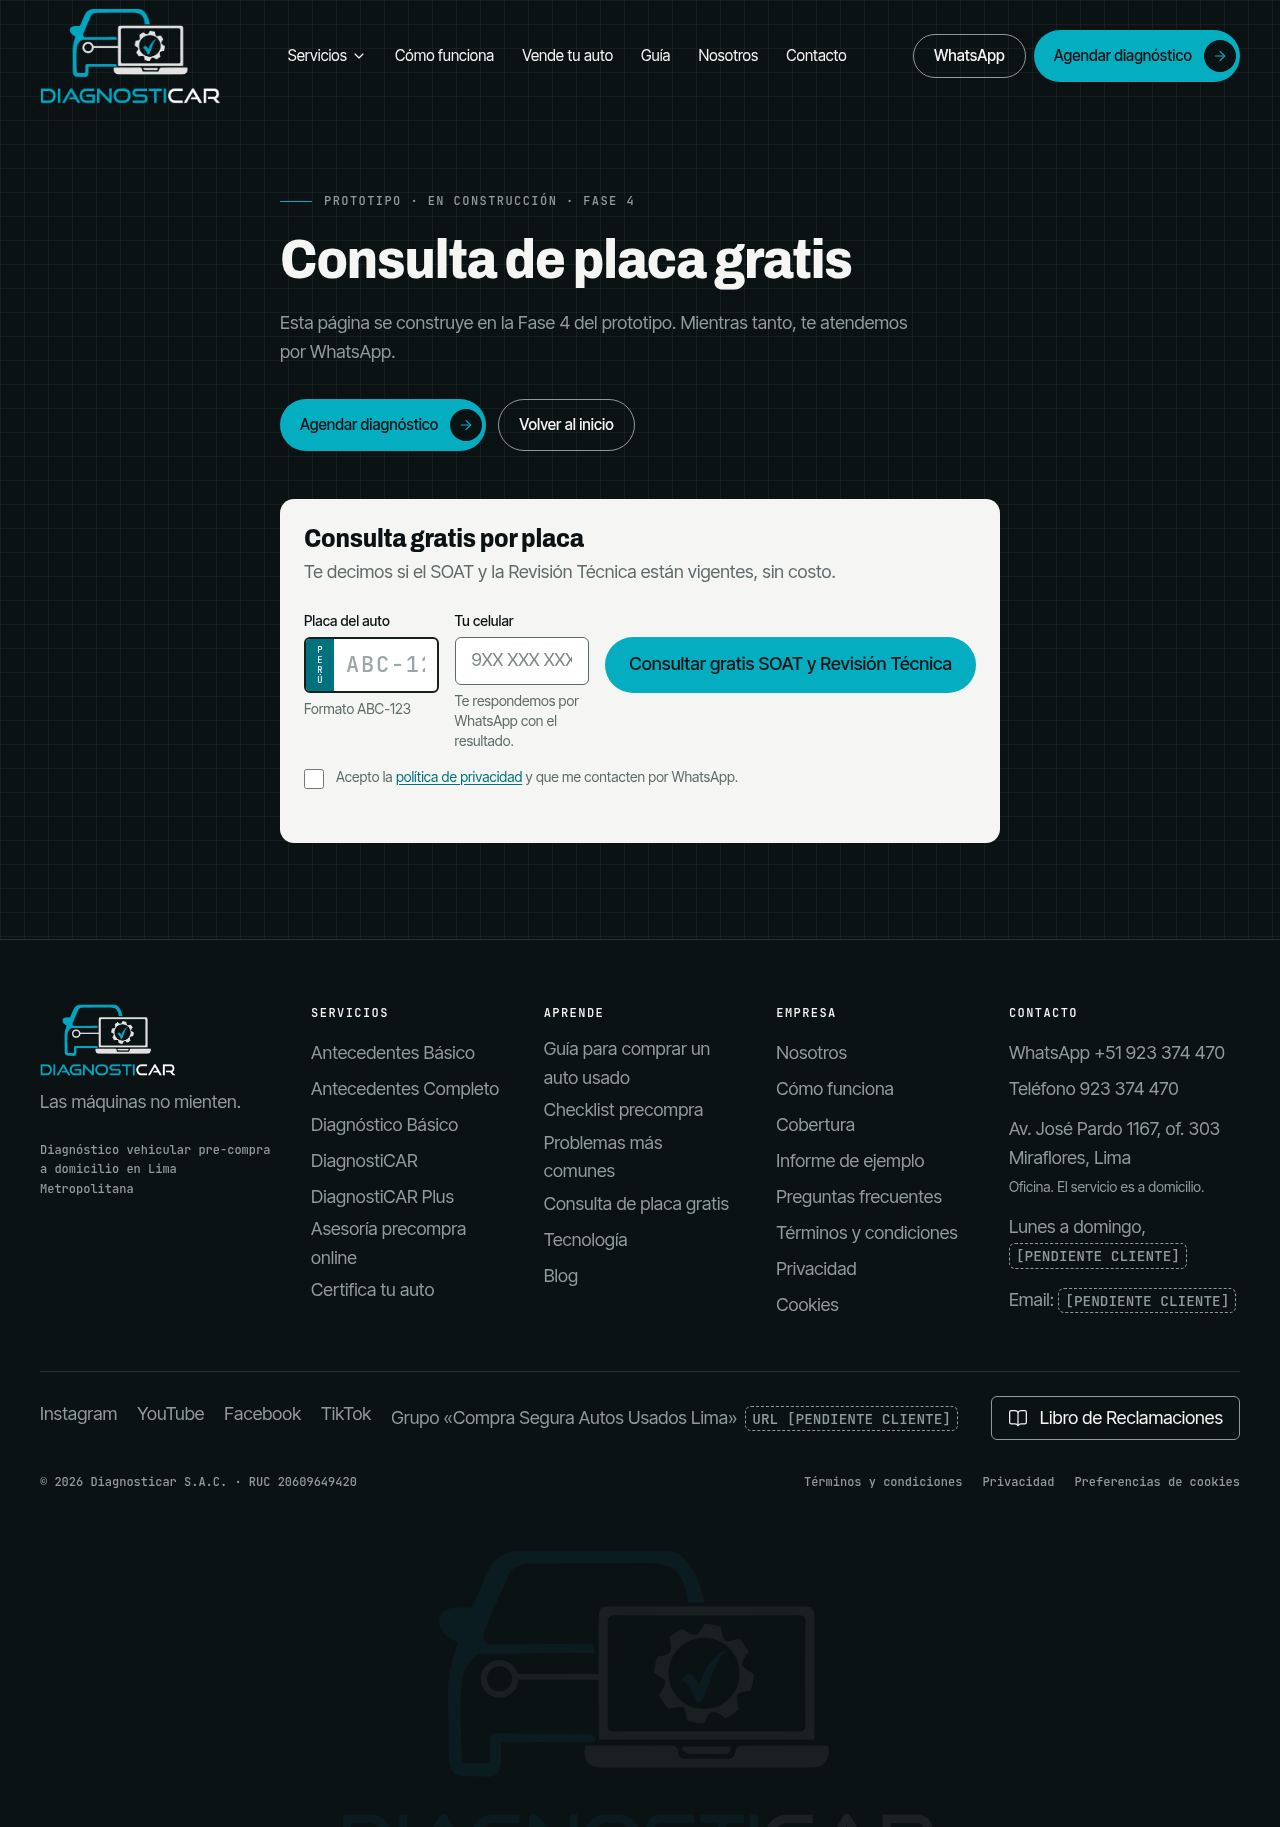 DIAGNOSTICAR
Servicios
Cómo funciona
Vende tu auto
Guía
Nosotros
Contacto
WhatsApp
Agendar diagnóstico
PROTOTIPO · EN CONSTRUCCIÓN · FASE 4
Consulta de placa gratis
Esta página se construye en la Fase 4 del prototipo. Mientras tanto, te atendemos
por WhatsApp.
Agendar diagnóstico
Volver al inicio
Consulta gratis por placa
Te decimos si el SOAT y la Revisión Técnica están vigentes, sin costo.
Placa del auto
PERÚ
ABC-12
Formato ABC-123
Tu celular
9XX XXX XXX
Te respondemos por
WhatsApp con el
resultado.
Consultar gratis SOAT y Revisión Técnica
Acepto la política de privacidad y que me contacten por WhatsApp.
DIAGNOSTICAR
Las máquinas no mienten.
Diagnóstico vehicular pre-compra
a domicilio en Lima
Metropolitana
SERVICIOS
Antecedentes Básico
Antecedentes Completo
Diagnóstico Básico
DiagnostiCAR
DiagnostiCAR Plus
Asesoría precompra
online
Certifica tu auto
APRENDE
Guía para comprar un
auto usado
Checklist precompra
Problemas más
comunes
Consulta de placa gratis
Tecnología
Blog
EMPRESA
Nosotros
Cómo funciona
Cobertura
Informe de ejemplo
Preguntas frecuentes
Términos y condiciones
Privacidad
Cookies
CONTACTO
WhatsApp +51 923 374 470
Teléfono 923 374 470
Av. José Pardo 1167, of. 303
Miraflores, Lima
Oficina. El servicio es a domicilio.
Lunes a domingo,
[PENDIENTE CLIENTE]
Email: [PENDIENTE CLIENTE]
Instagram
YouTube
Facebook
TikTok
Grupo «Compra Segura Autos Usados Lima» URL [PENDIENTE CLIENTE]
Libro de Reclamaciones
© 2026 Diagnosticar S.A.C. · RUC 20609649420
Términos y condiciones
Privacidad
Preferencias de cookies
DIAGNOSTICAR